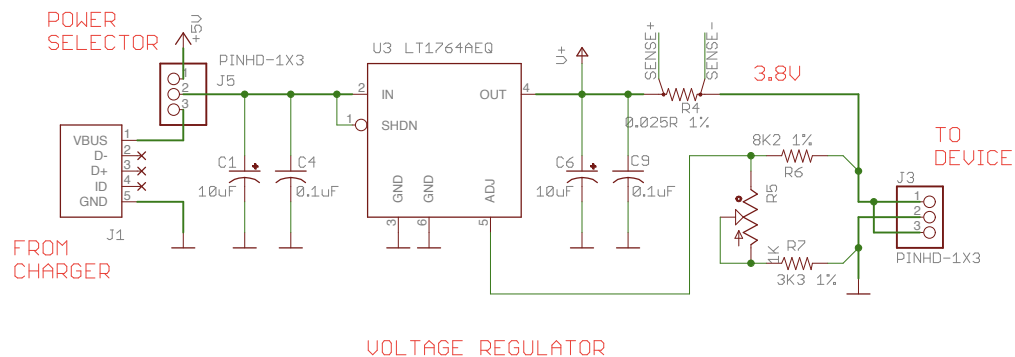 POWER
SELECTOR
+5V
PINHD-1X3
J5
1
2
3
U3 LT1764AEQ
V+
SENSE+
SENSE-
3.8V
2
IN
OUT
4
1
SHDN
R4
0.025R 1%
VBUS
D-
D+
ID
GND
1
2
3
4
5
J1
C1
10uF
C4
0.1uF
GND
GND
ADJ
3
6
5
C6
10uF
C9
0.1uF
8K2 1%
R6
R5
1K
R7
3K3 1%
TO
DEVICE
J3
1
2
3
PINHD-1X3
FROM
CHARGER
VOLTAGE REGULATOR